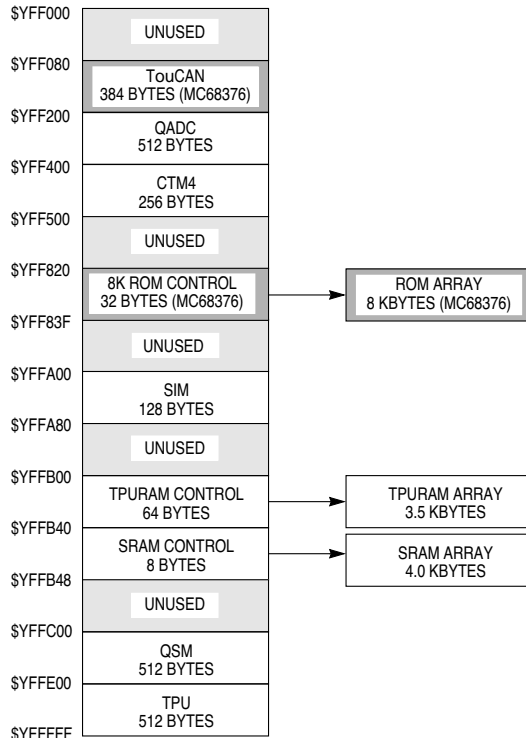 $YFF000
UNUSED
$YFF080
TouCAN
384 BYTES (MC68376)
$YFF200
QADC
512 BYTES
$YFF400
CTM4
256 BYTES
$YFF500
UNUSED
$YFF820
8K ROM CONTROL
32 BYTES (MC68376)
ROM ARRAY
8 KBYTES (MC68376)
$YFF83F
UNUSED
$YFFA00
SIM
128 BYTES
$YFFA80
UNUSED
$YFFB00
TPURAM CONTROL
64 BYTES
TPURAM ARRAY
3.5 KBYTES
$YFFB40
SRAM CONTROL
8 BYTES
SRAM ARRAY
4.0 KBYTES
$YFFB48
UNUSED
$YFFC00
QSM
512 BYTES
$YFFE00
TPU
512 BYTES
$YFFFFF